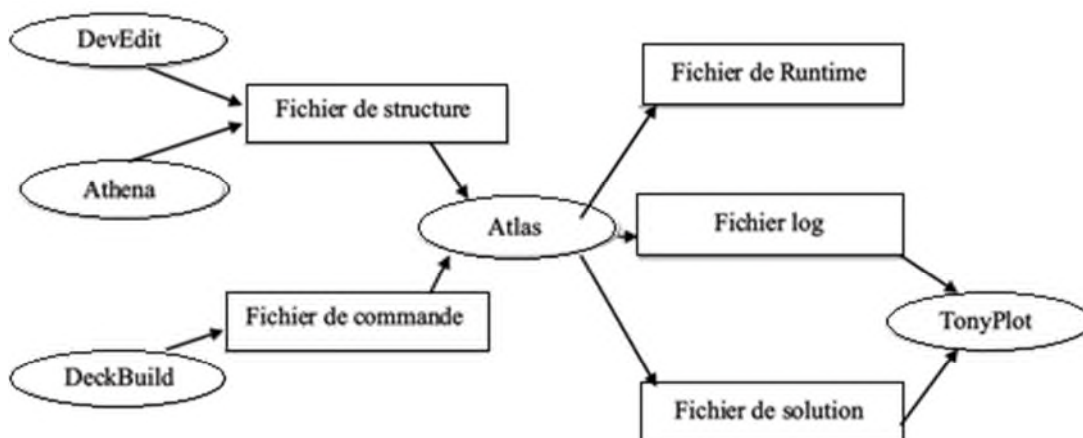 DevEdit
Fichier de Runtime
Fichier de structure
Athena
Atlas
Fichier log
Fichier de commande
TonyPlot
DeckBuild
Fichier de solution